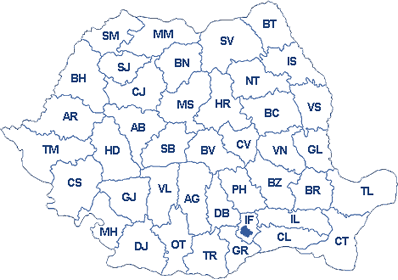 BT
SM MM SV
SJ BN IS
BH NT
CJ
MS HR VS
AR BC
AB
TM HD SB BV CV VN GL
CS VL PH BZ BR TL
GJ AG
DB IF IL
MH CL CT
DJ OT TR GR